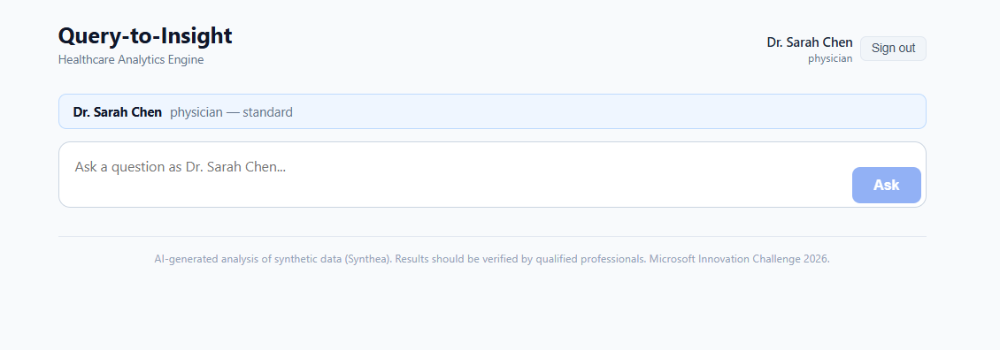 Query-to-Insight
Healthcare Analytics Engine
Dr. Sarah Chen
physician
Sign out
Dr. Sarah Chen physician — standard
Ask a question as Dr. Sarah Chen...
Ask
AI-generated analysis of synthetic data (Synthea). Results should be verified by qualified professionals. Microsoft Innovation Challenge 2026.